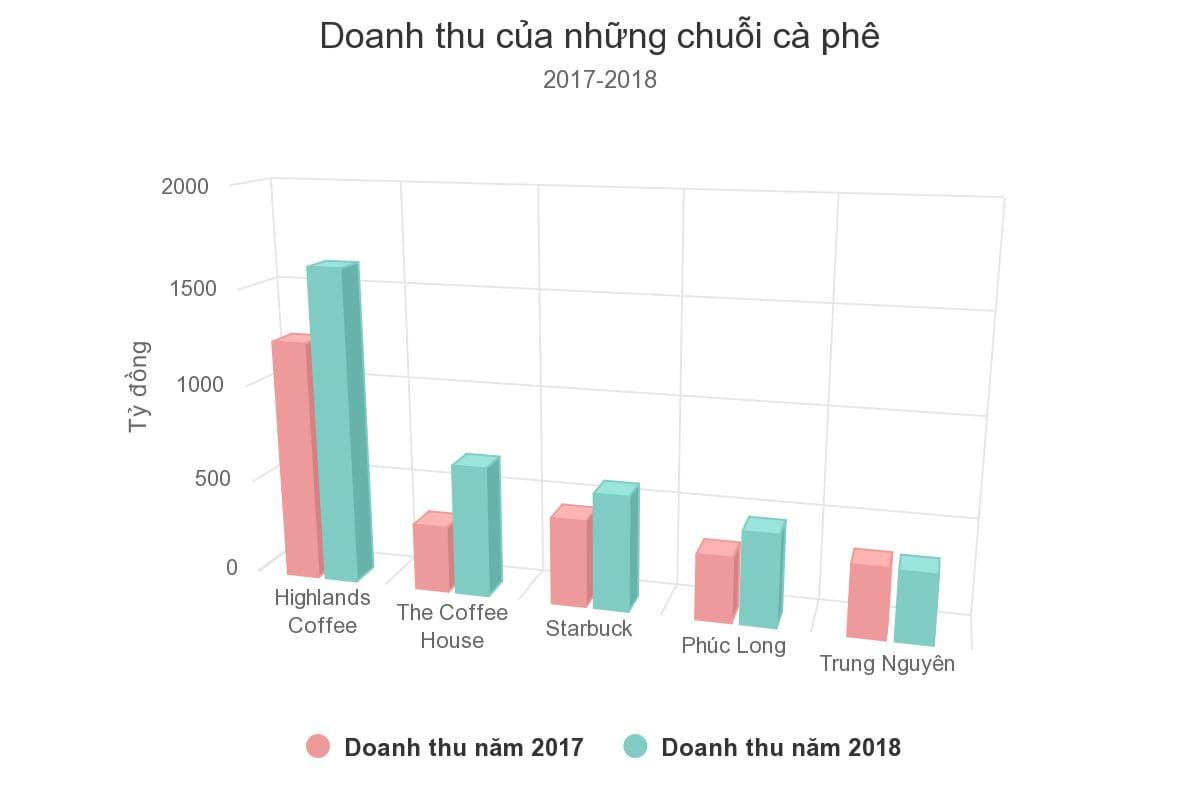 Doanh thu của những chuỗi cà phê
2017-2018
Tỷ đồng
2000
1500
1000
500
0
Highlands
Coffee
The Coffee
House
Starbuck
Phúc Long
Trung Nguyên
Doanh thu năm 2017
Doanh thu năm 2018